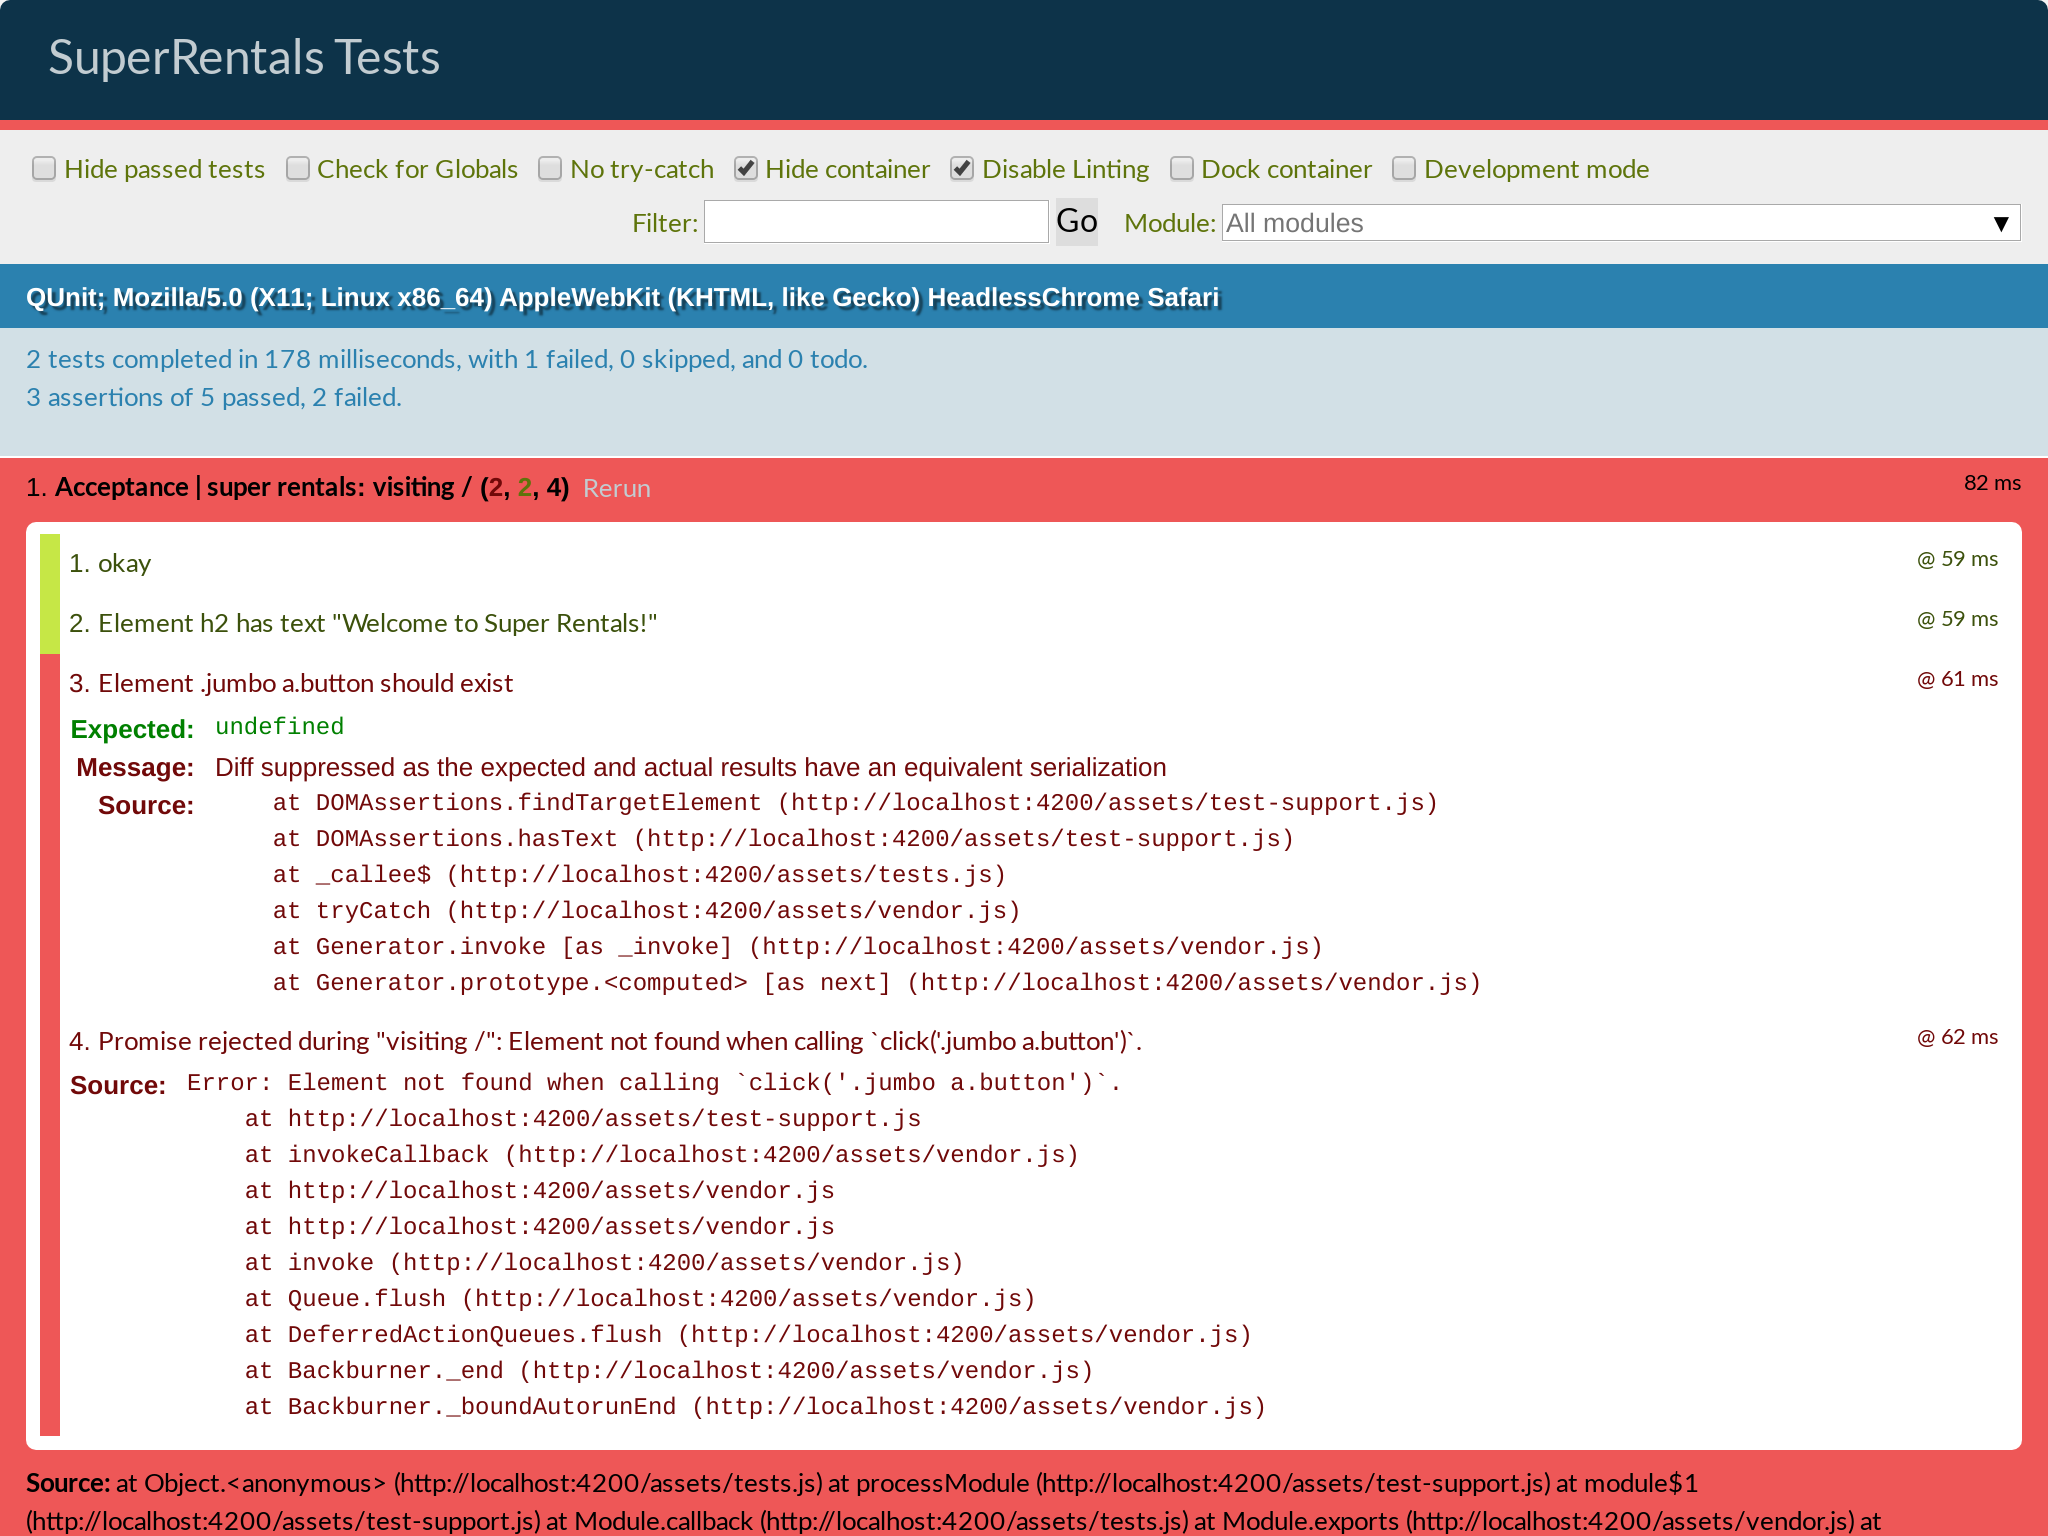 SuperRentals Tests
Hide passed tests Check for Globals No try-catch Hide container Disable Linting Dock container Development mode
Filter: Go Module: All modules ▼
QUnit; Mozilla/5.0 (X11; Linux x86_64) AppleWebKit (KHTML, like Gecko) HeadlessChrome Safari
2 tests completed in 178 milliseconds, with 1 failed, 0 skipped, and 0 todo.
3 assertions of 5 passed, 2 failed.
1. Acceptance | super rentals: visiting / (2, 2, 4) Rerun 82 ms
1. okay @ 59 ms
2. Element h2 has text "Welcome to Super Rentals!" @ 59 ms
3. Element .jumbo a.button should exist @ 61 ms
Expected: undefined
Message: Diff suppressed as the expected and actual results have an equivalent serialization
Source: at DOMAssertions.findTargetElement (http://localhost:4200/assets/test-support.js)
at DOMAssertions.hasText (http://localhost:4200/assets/test-support.js)
at _callee$ (http://localhost:4200/assets/tests.js)
at tryCatch (http://localhost:4200/assets/vendor.js)
at Generator.invoke [as _invoke] (http://localhost:4200/assets/vendor.js)
at Generator.prototype.<computed> [as next] (http://localhost:4200/assets/vendor.js)
4. Promise rejected during "visiting /": Element not found when calling `click('.jumbo a.button')`. @ 62 ms
Source: Error: Element not found when calling `click('.jumbo a.button')`.
at http://localhost:4200/assets/test-support.js
at invokeCallback (http://localhost:4200/assets/vendor.js)
at http://localhost:4200/assets/vendor.js
at http://localhost:4200/assets/vendor.js
at invoke (http://localhost:4200/assets/vendor.js)
at Queue.flush (http://localhost:4200/assets/vendor.js)
at DeferredActionQueues.flush (http://localhost:4200/assets/vendor.js)
at Backburner._end (http://localhost:4200/assets/vendor.js)
at Backburner._boundAutorunEnd (http://localhost:4200/assets/vendor.js)
Source: at Object.<anonymous> (http://localhost:4200/assets/tests.js) at processModule (http://localhost:4200/assets/test-support.js) at module$1
(http://localhost:4200/assets/test-support.js) at Module.callback (http://localhost:4200/assets/tests.js) at Module.exports (http://localhost:4200/assets/vendor.js) at